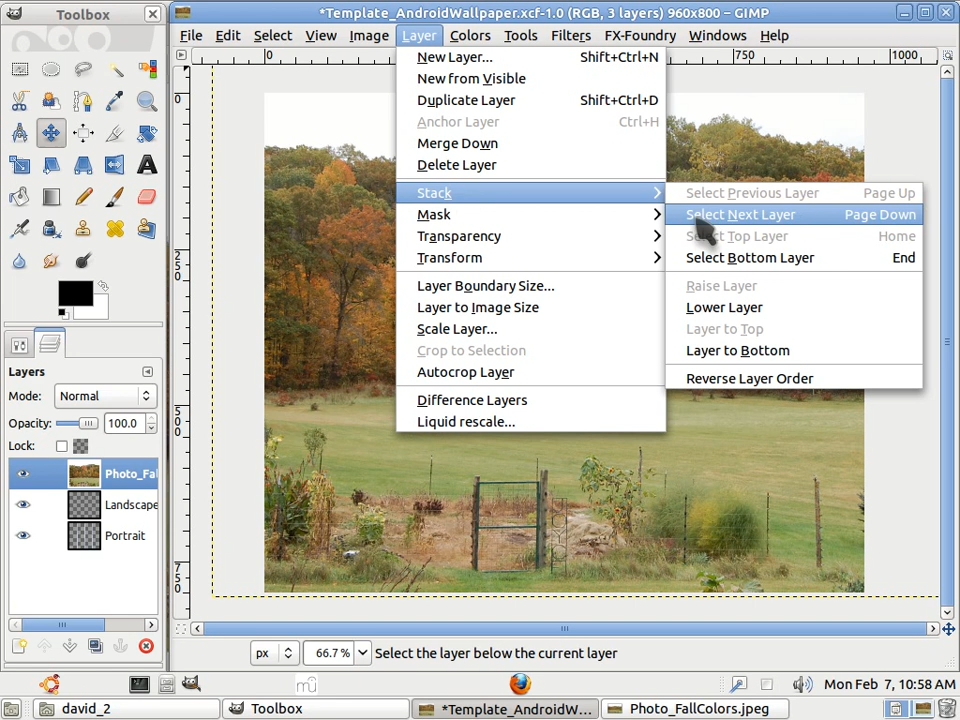 Toolbox
*Template_AndroidWallpaper.xcf-1.0 (RGB, 3 layers) 960x800 – GIMP
File Edit Select View Image Layer Colors Tools Filters FX-Foundry Windows Help
0 750 1000
0
250
500
750
New Layer... Shift+Ctrl+N
New from Visible
Duplicate Layer Shift+Ctrl+D
Anchor Layer Ctrl+H
Merge Down
Delete Layer
Stack
Mask
Transparency
Transform
Layer Boundary Size...
Layer to Image Size
Scale Layer...
Crop to Selection
Autocrop Layer
Difference Layers
Liquid rescale...
Select Previous Layer Page Up
Select Next Layer Page Down
Select Top Layer Home
Select Bottom Layer End
Raise Layer
Lower Layer
Layer to Top
Layer to Bottom
Reverse Layer Order
Layers
Mode: Normal
Opacity: 100.0
Lock:
Photo_Fal
Landscape
Portrait
px 66.7 % Select the layer below the current layer
mu Mon Feb 7, 10:58 AM
david_2 Toolbox *Template_AndroidW... Photo_FallColors.jpeg